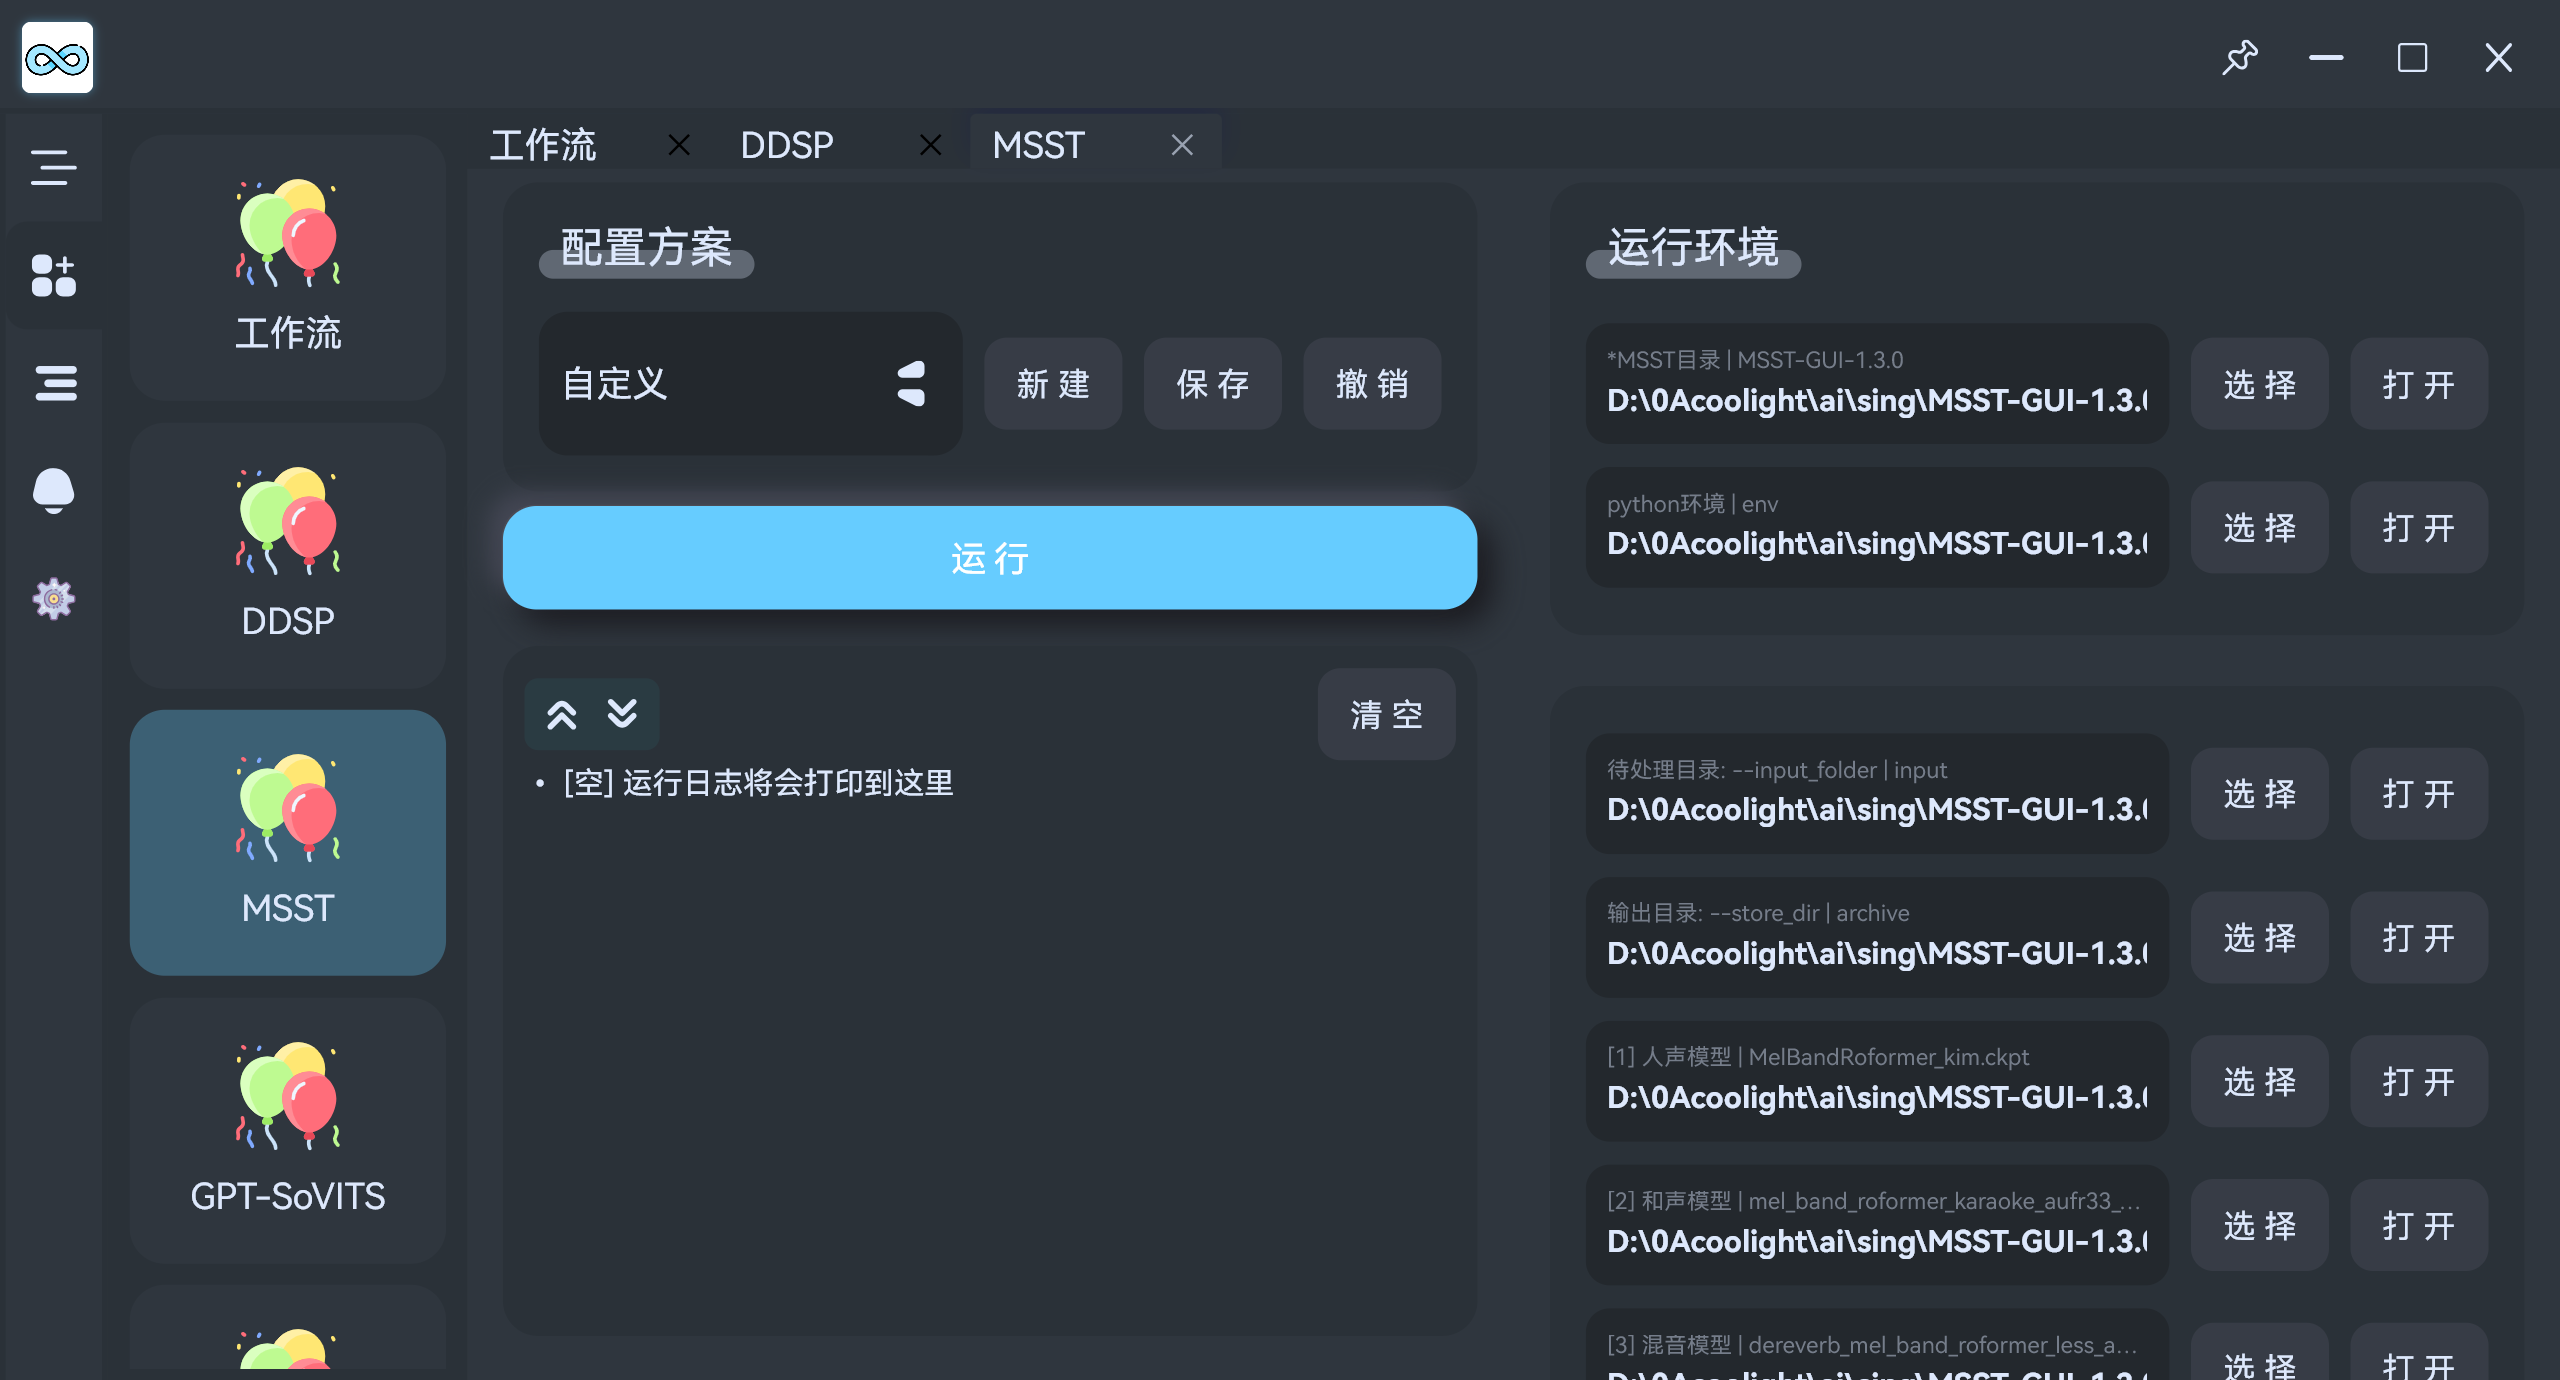 工作流
DDSP
MSST
GPT-SoVITS
工作流
DDSP
MSST
配置方案
自定义
新建
保存
撤销
运行
清空
• [空] 运行日志将会打印到这里
运行环境
*MSST目录 | MSST-GUI-1.3.0
D:\0Acoolight\ai\sing\MSST-GUI-1.3.
选择
打开
python环境 | env
D:\0Acoolight\ai\sing\MSST-GUI-1.3.
选择
打开
待处理目录: --input_folder | input
D:\0Acoolight\ai\sing\MSST-GUI-1.3.
选择
打开
输出目录: --store_dir | archive
D:\0Acoolight\ai\sing\MSST-GUI-1.3.
选择
打开
[1] 人声模型 | MelBandRoformer_kim.ckpt
D:\0Acoolight\ai\sing\MSST-GUI-1.3.
选择
打开
[2] 和声模型 | mel_band_roformer_karaoke_aufr33_...
D:\0Acoolight\ai\sing\MSST-GUI-1.3.
选择
打开
[3] 混音模型 | dereverb_mel_band_roformer_less_a...
选择
打开